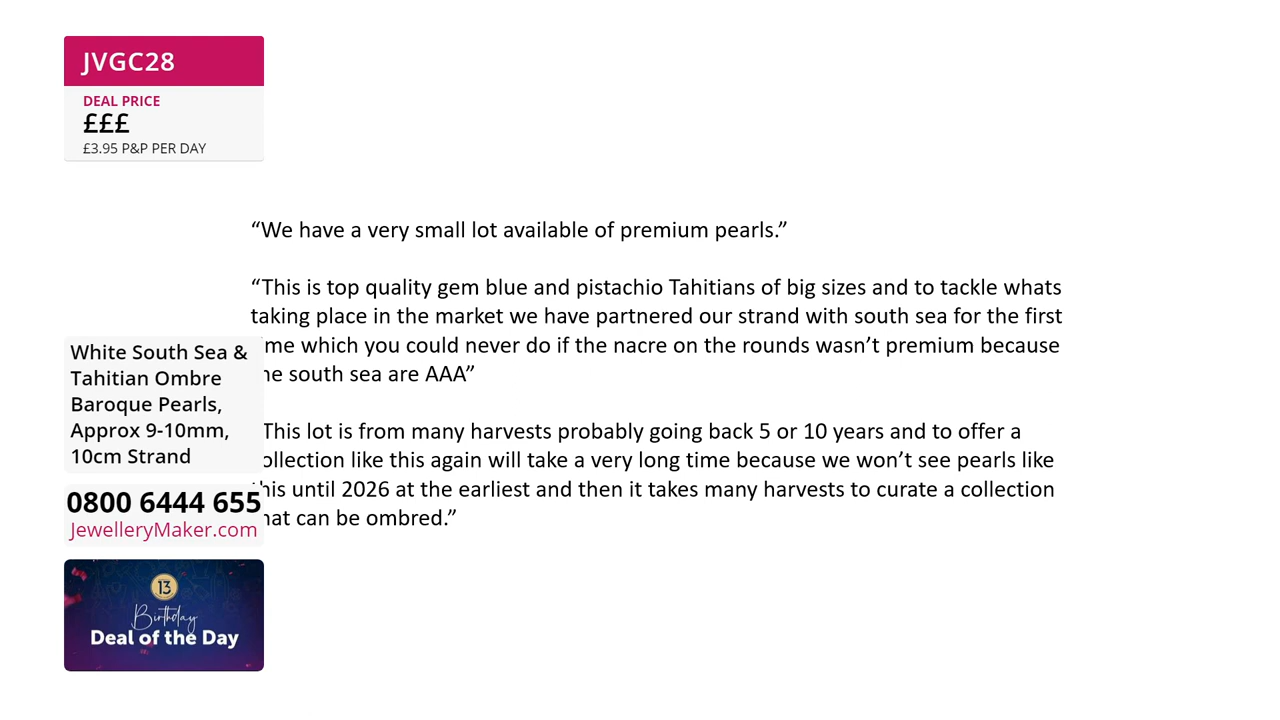 JVGC28
DEAL PRICE
£££
£3.95 P&P PER DAY
“We have a very small lot available of premium pearls.”
“This is top quality gem blue and pistachio Tahitians of big sizes and to tackle whats
taking place in the market we have partnered our strand with south sea for the first
me which you could never do if the nacre on the rounds wasn’t premium because
he south sea are AAA”
This lot is from many harvests probably going back 5 or 10 years and to offer a
ollection like this again will take a very long time because we won’t see pearls like
his until 2026 at the earliest and then it takes many harvests to curate a collection
hat can be ombred.”
White South Sea &
Tahitian Ombre
Baroque Pearls,
Approx 9-10mm,
10cm Strand
0800 6444 655
JewelleryMaker.com
13
Birthday
Deal of the Day